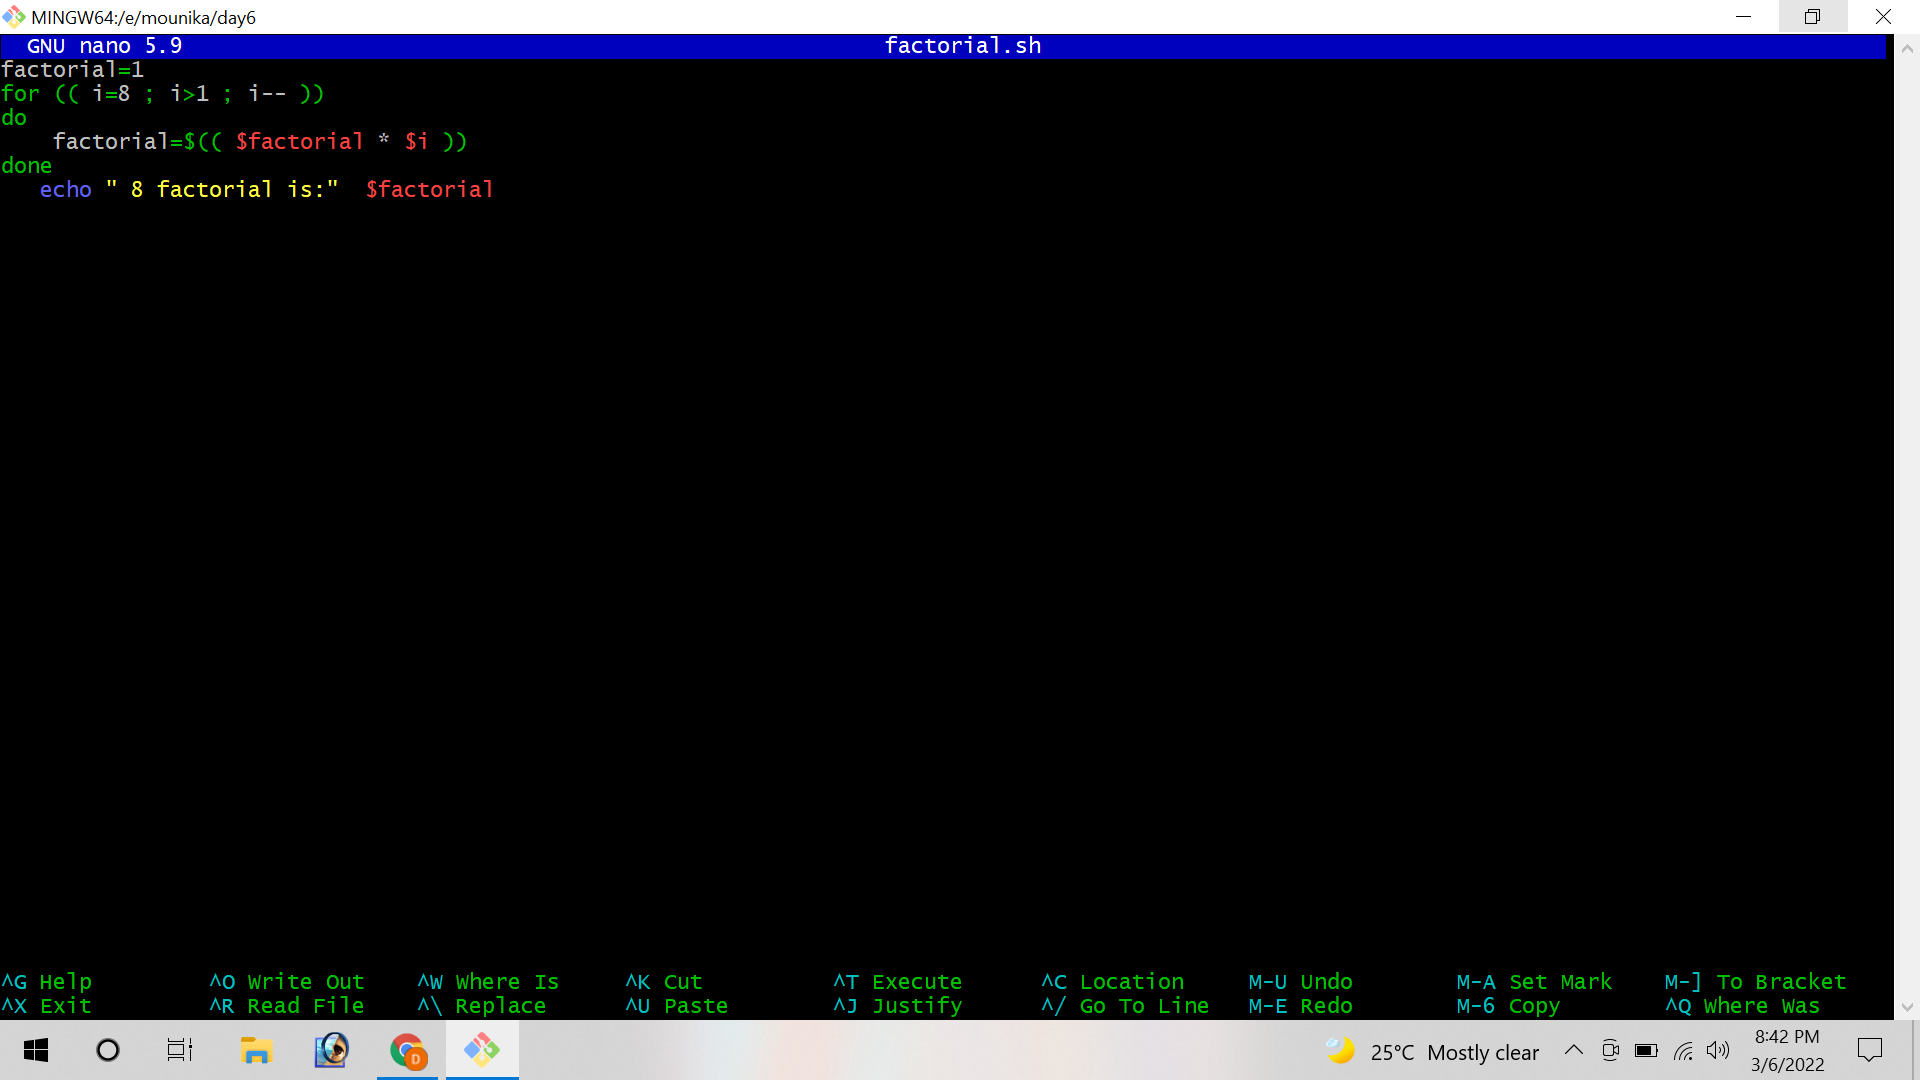 MINGW64:/e/mounika/day6
GNU nano 5.9 factorial.sh
factorial=1
for (( i=8 ; i>1 ; i-- ))
do
    factorial=$(( $factorial * $i ))
done
   echo " 8 factorial is:"  $factorial
^G Help ^O Write Out ^W Where Is ^K Cut ^T Execute ^C Location M-U Undo M-A Set Mark M-] To Bracket
^X Exit ^R Read File ^\ Replace ^U Paste ^J Justify ^/ Go To Line M-E Redo M-6 Copy ^Q Where Was
D
25°C Mostly clear
8:42 PM
3/6/2022